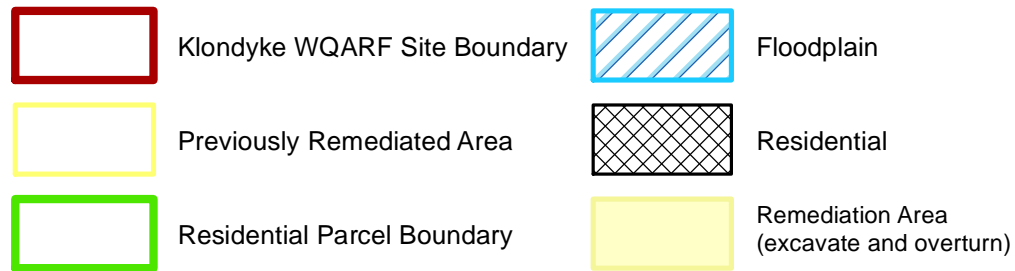 Klondyke WQARF Site Boundary
Previously Remediated Area
Residential Parcel Boundary
Floodplain
Residential
Remediation Area
(excavate and overturn)